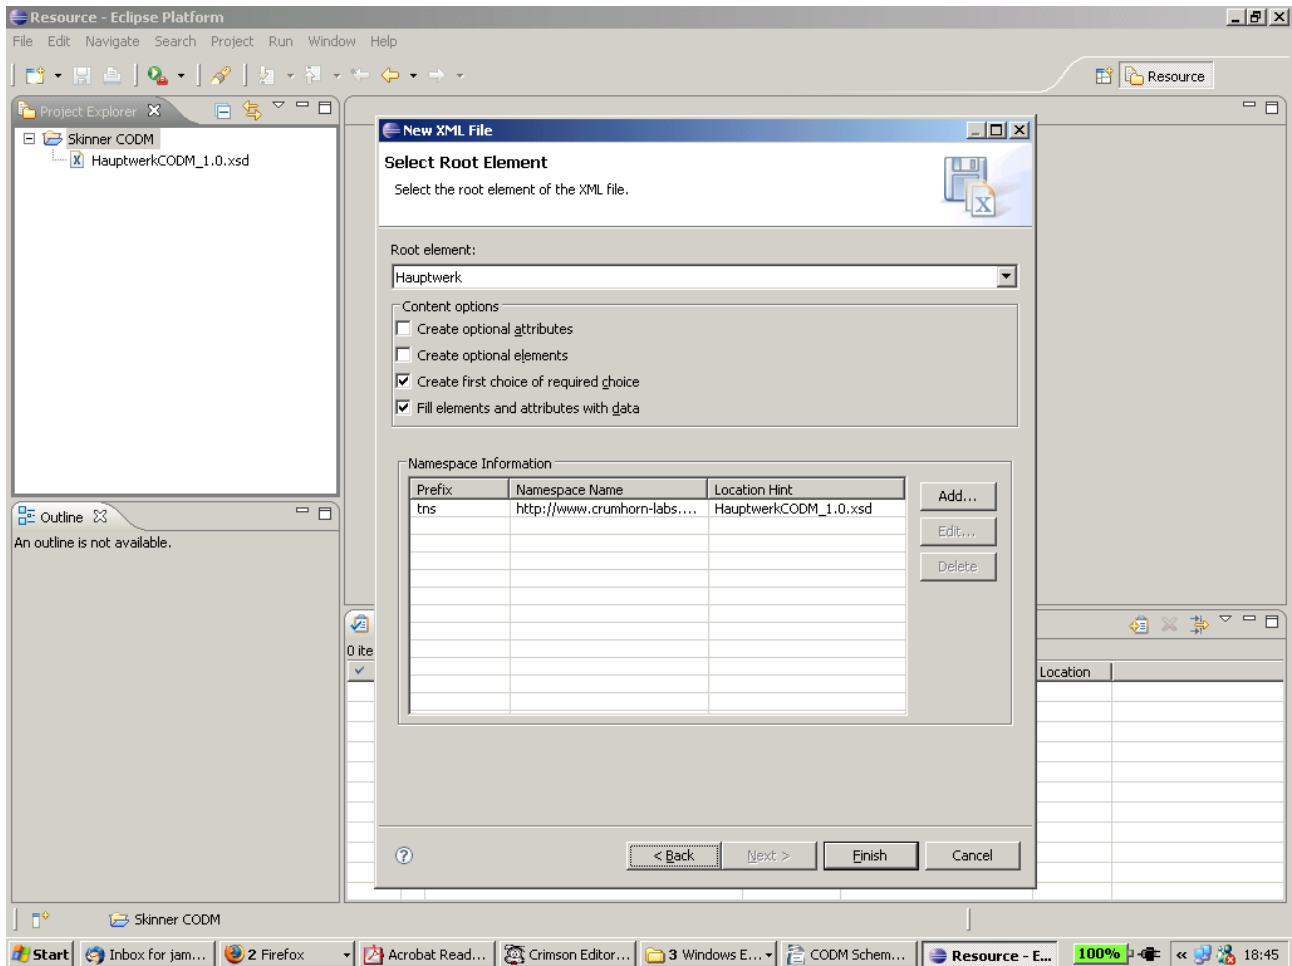 Resource - Eclipse Platform
File Edit Navigate Search Project Run Window Help
Resource
Project Explorer
Skinner CODM
HauptwerkCODM_1.0.xsd
New XML File
Select Root Element
Select the root element of the XML file.
Root element:
Hauptwerk
Content options
Create optional attributes
Create optional elements
Create first choice of required choice
Fill elements and attributes with data
Namespace Information
Prefix Namespace Name Location Hint
tns http://www.crumhorn-labs.... HauptwerkCODM_1.0.xsd
Add...
Edit...
Delete
Outline
An outline is not available.
0 ite
Location
< Back Next > Finish Cancel
Skinner CODM
Start Inbox for jam... 2 Firefox Acrobat Read... Crimson Editor... 3 Windows E... CODM Schem... Resource - E... 100% « 18:45